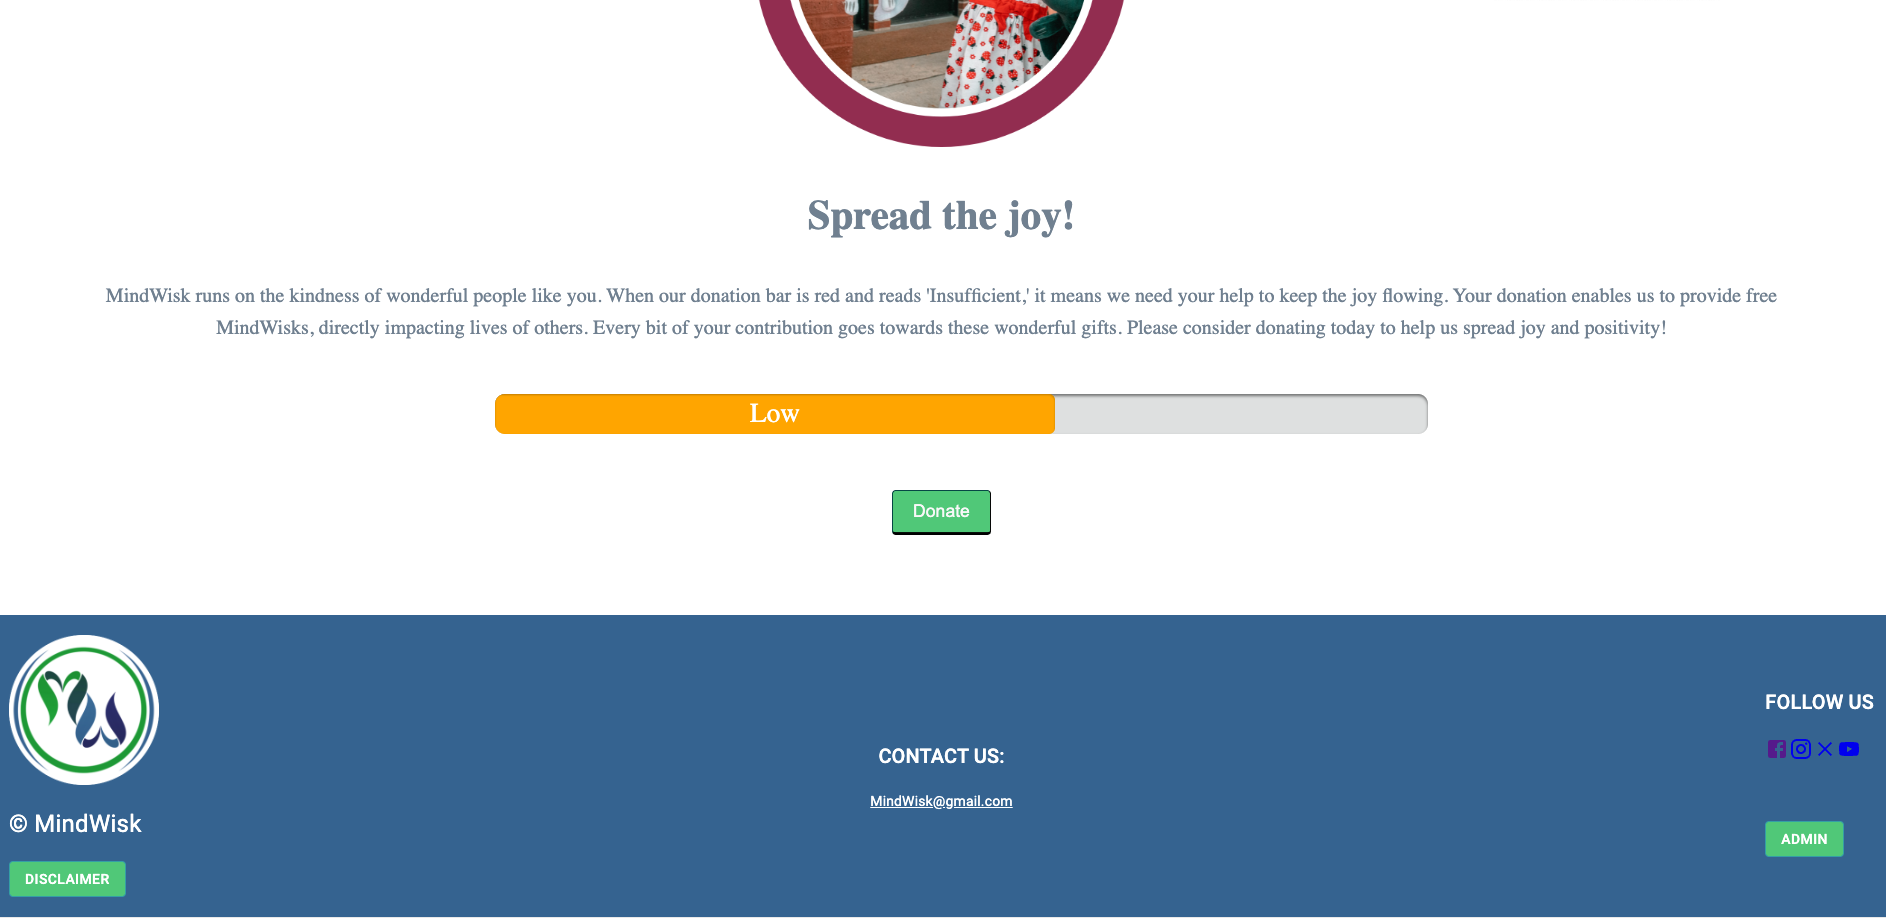 Spread the joy!
MindWisk runs on the kindness of wonderful people like you. When our donation bar is red and reads 'Insufficient,' it means we need your help to keep the joy flowing. Your donation enables us to provide free
MindWisks, directly impacting lives of others. Every bit of your contribution goes towards these wonderful gifts. Please consider donating today to help us spread joy and positivity!
Low
Donate
© MindWisk
DISCLAIMER
CONTACT US:
MindWisk@gmail.com
FOLLOW US
ADMIN